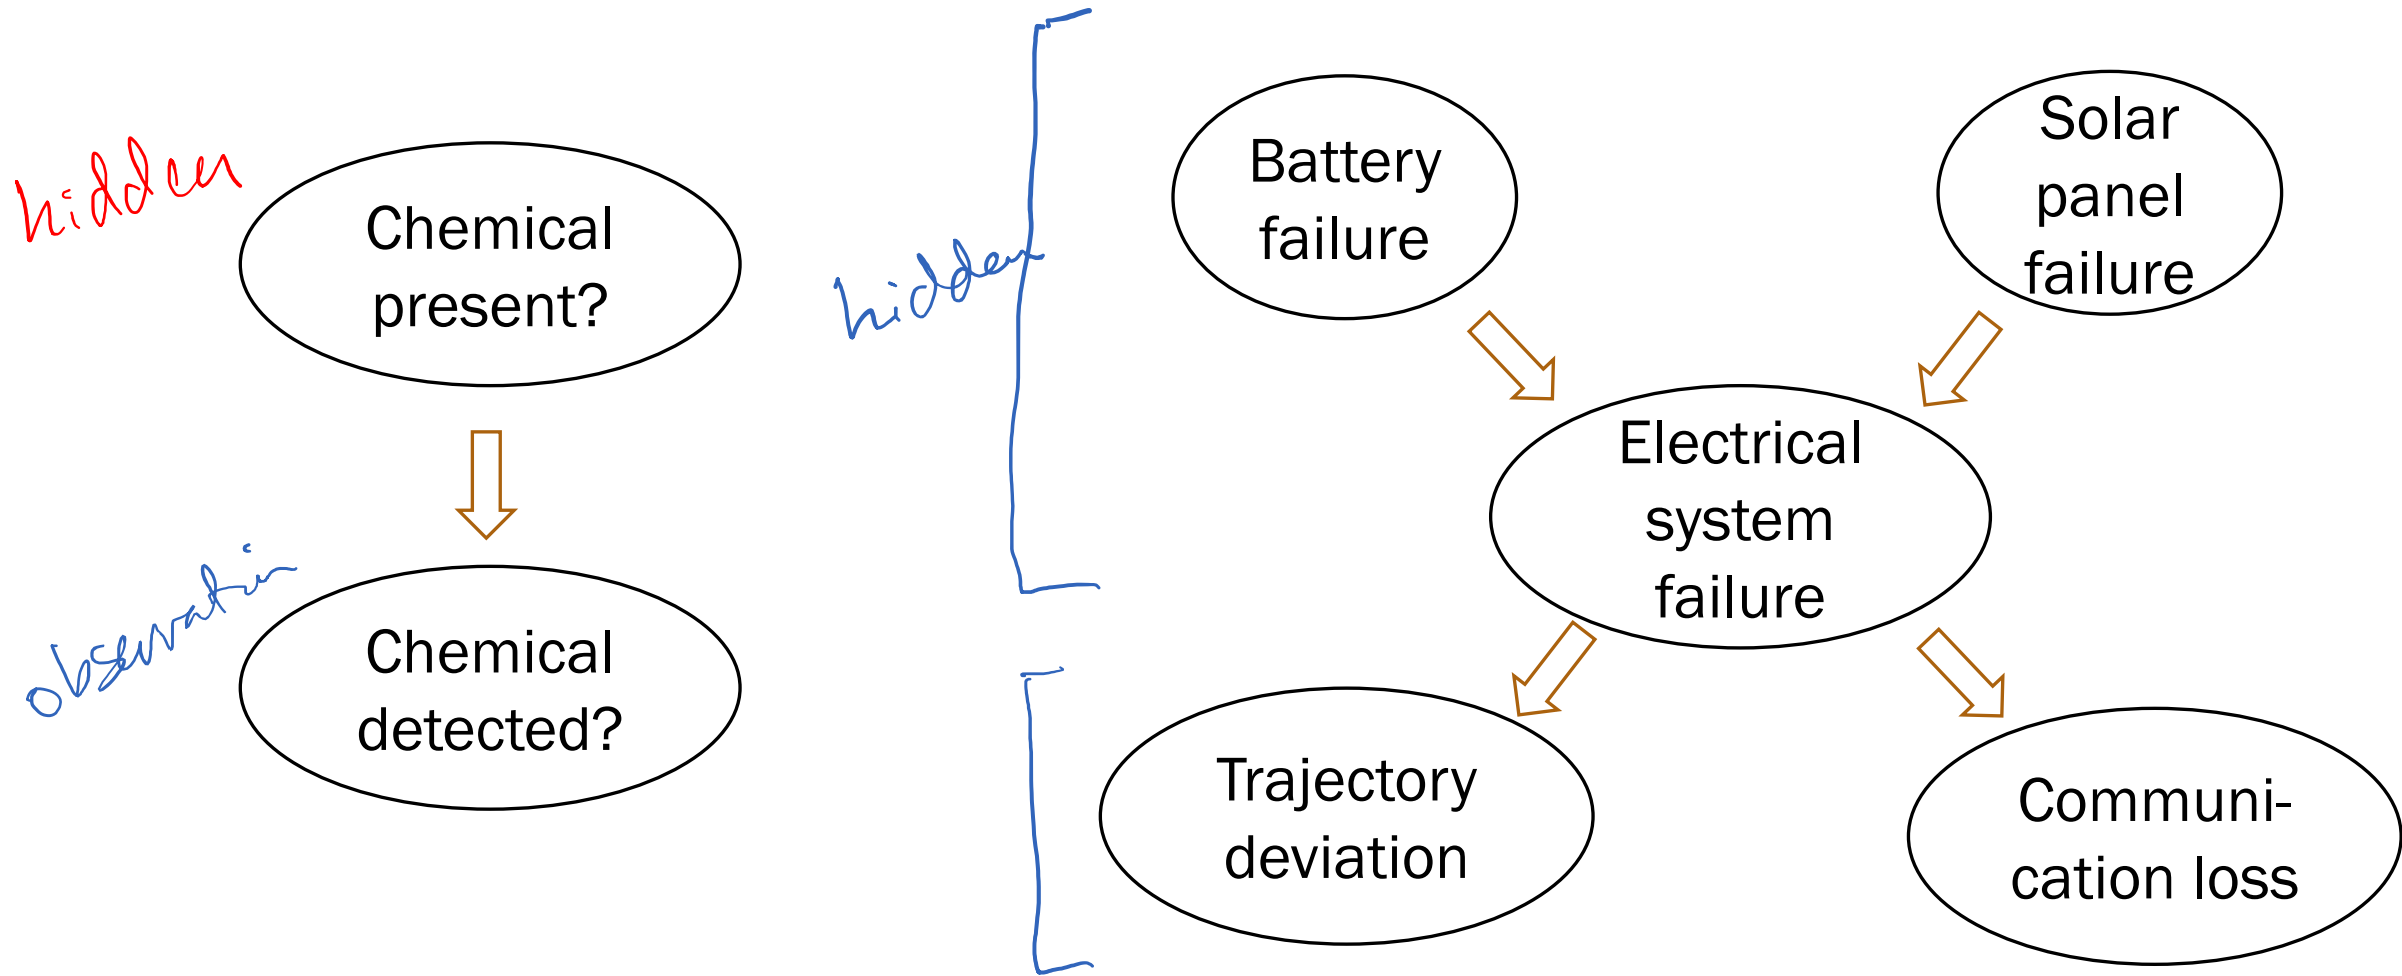 hidden
Chemical
present?
observation
Chemical
detected?
hidden
Battery
failure
Solar
panel
failure
Electrical
system
failure
Trajectory
deviation
Communi-
cation loss